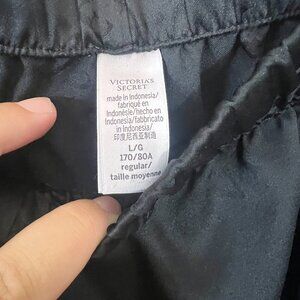 VICTORIA'S
SECRET
made in Indonesia/
fabriqué en
Indonésie/hecho en
Indonesia/fabbricato
in Indonesia/
印度尼西亚制造
L/G
170/80A
regular/
taille moyenne